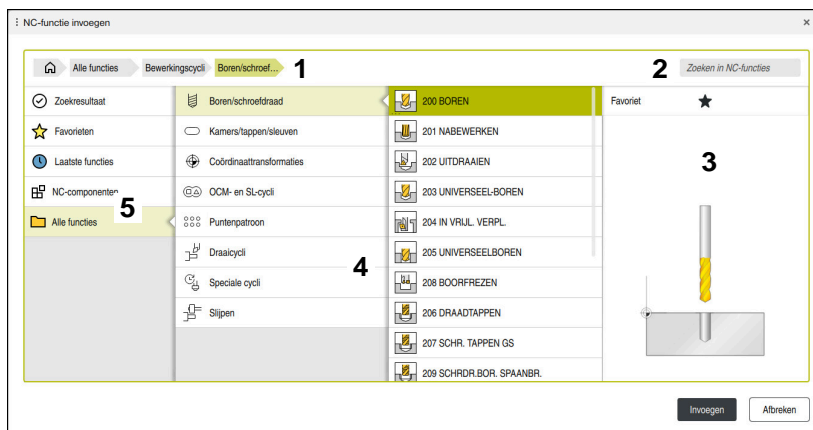 NC-functie invoegen
Alle functies Bewerkingscycli Boren/schroef... 1 2 Zoeken in NC-functies
Zoekresultaat
Favorieten
Laatste functies
NC-componenten
5
Alle functies
Boren/schroefdraad
Kamers/tappen/sleuven
Coördinaattransformaties
OCM- en SL-cycli
Puntenpatroon
Draaicycli
4
Speciale cycli
Slijpen
200 BOREN
201 NABEWERKEN
202 UITDRAAIEN
203 UNIVERSEEL-BOREN
204 IN VRIJL. VERPL.
205 UNIVERSEELBOREN
208 BOORFREZEN
206 DRAADTAPPEN
207 SCHR. TAPPEN GS
209 SCHRDR.BOR. SPAANBR.
Favoriet
3
Invoegen Afbreken